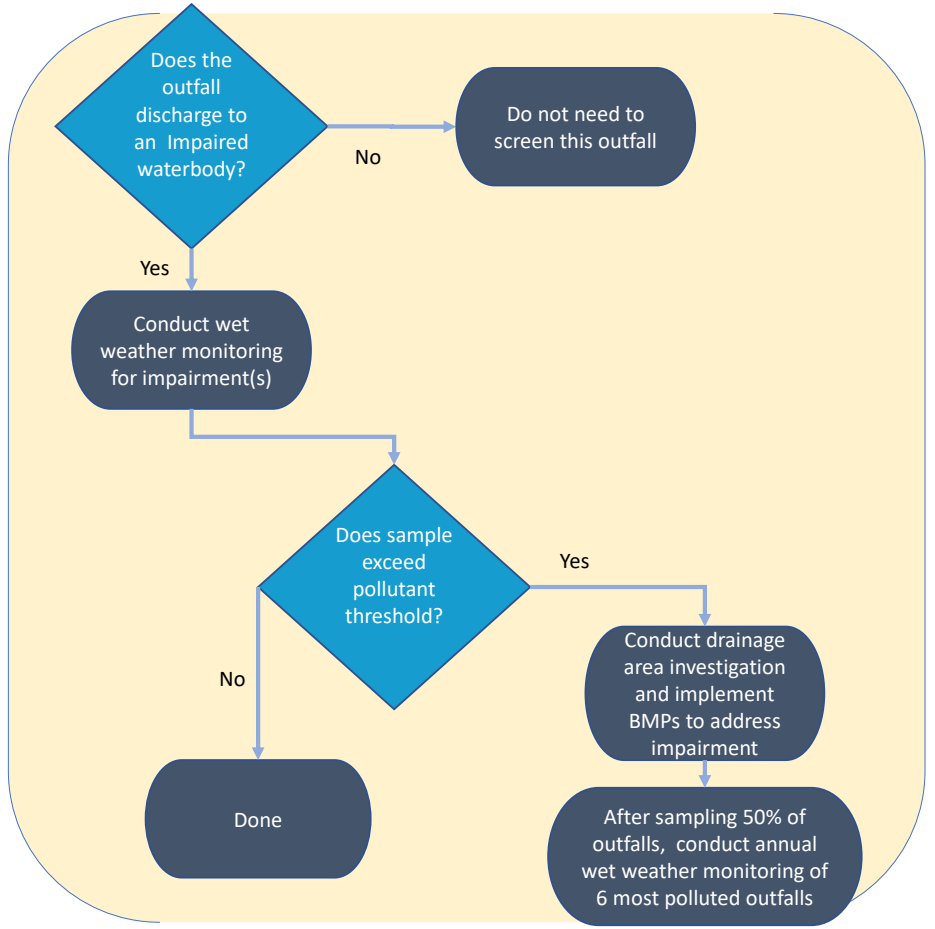 Does the
outfall
discharge to
an Impaired
waterbody?
No
Do not need to
screen this outfall
Yes
Conduct wet
weather monitoring
for impairment(s)
Does sample
exceed
pollutant
threshold?
Yes
No
Conduct drainage
area investigation
and implement
BMPs to address
impairment
Done
After sampling 50% of
outfalls, conduct annual
wet weather monitoring of
6 most polluted outfalls